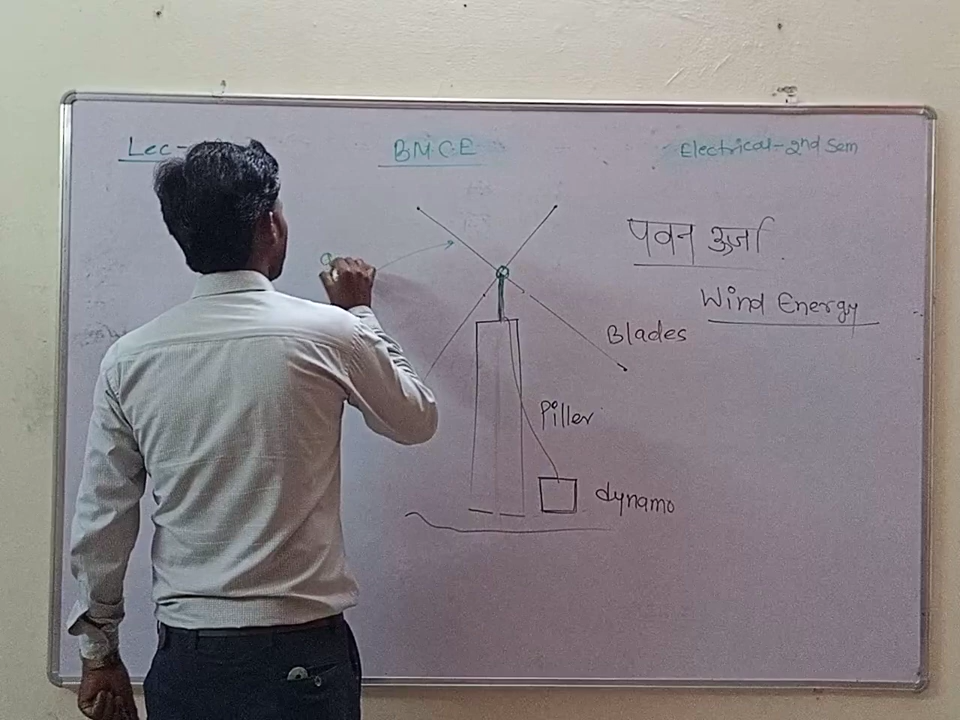 Lec-
B.M.C.E
Electrical-2nd Sem
पवन ऊर्जा
Wind Energy
Blades
Piller
dynamo